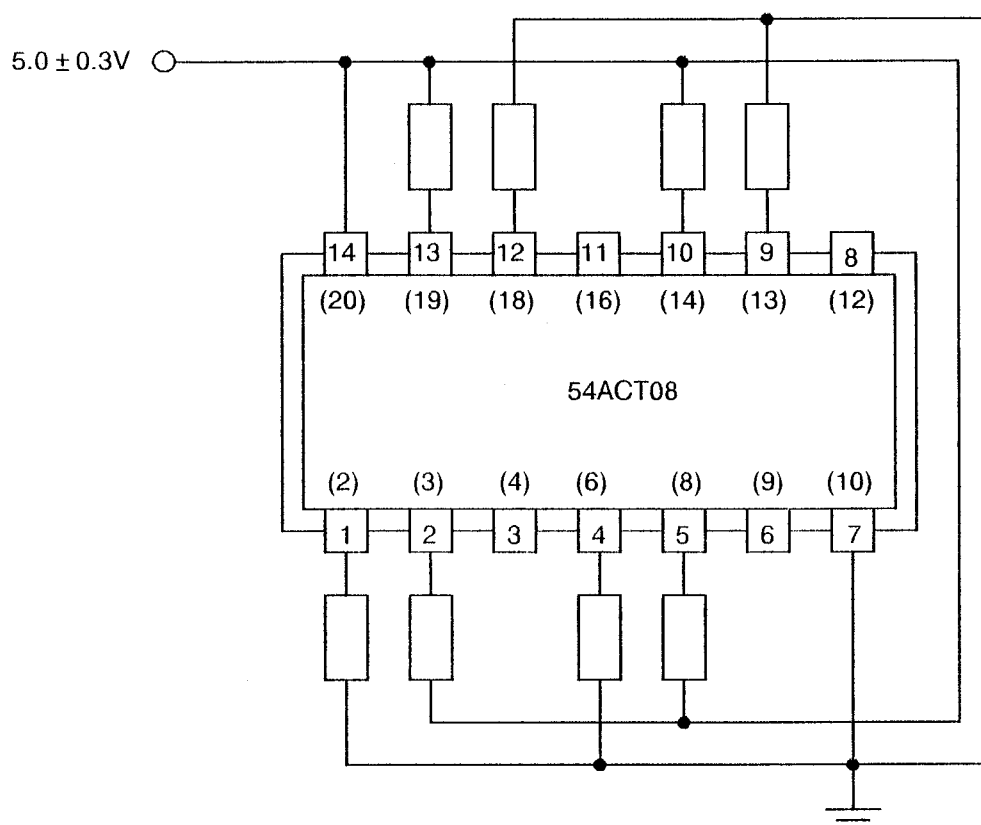 5.0 ± 0.3V
14 13 12 11 10 9 8
(20) (19) (18) (16) (14) (13) (12)
54ACT08
(2) (3) (4) (6) (8) (9) (10)
1 2 3 4 5 6 7